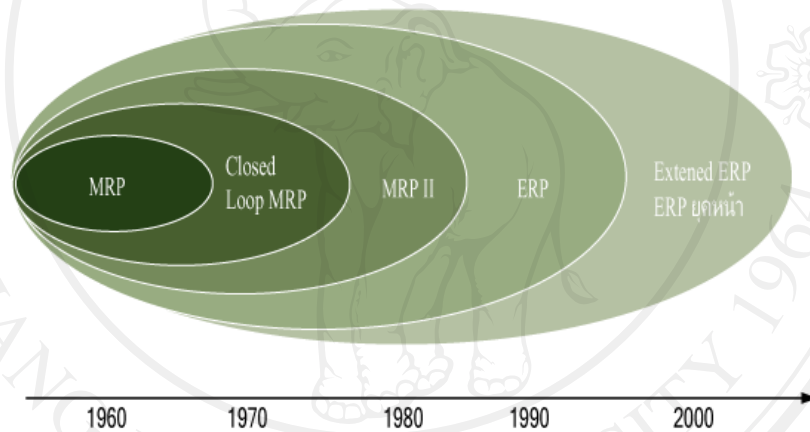 MRP
Closed
Loop MRP
MRP II
ERP
Extened ERP
ERP ยุคหน้า
1960
1970
1980
1990
2000